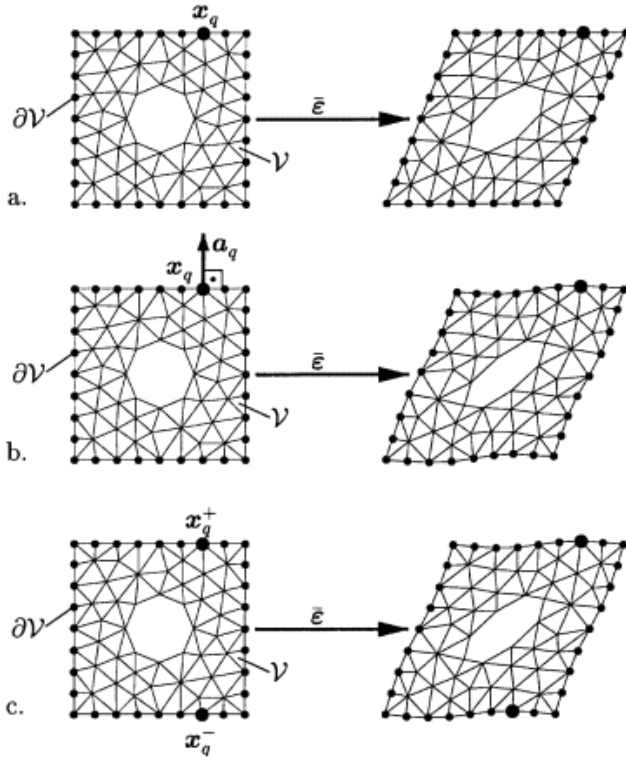 x_q
∂𝒱 ε̄
𝒱
a.
a_q
x_q
∂𝒱 ε̄
𝒱
b.
x_q^+
∂𝒱 ε̄
𝒱
c.
x_q^-